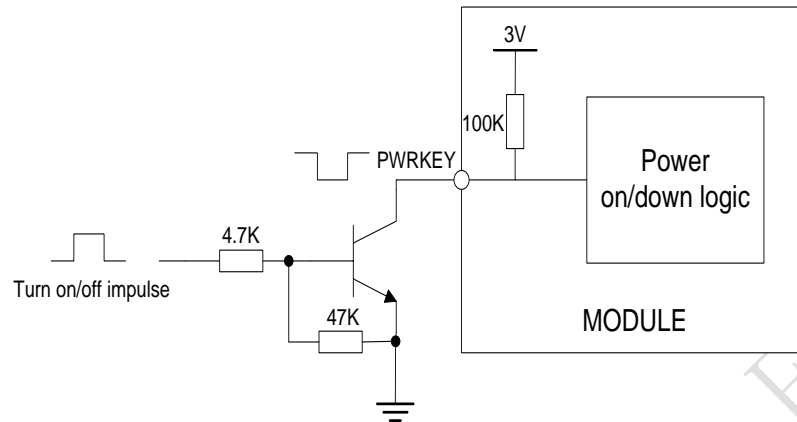 3V
100K
PWRKEY
Power
on/down logic
4.7K
Turn on/off impulse
47K
MODULE